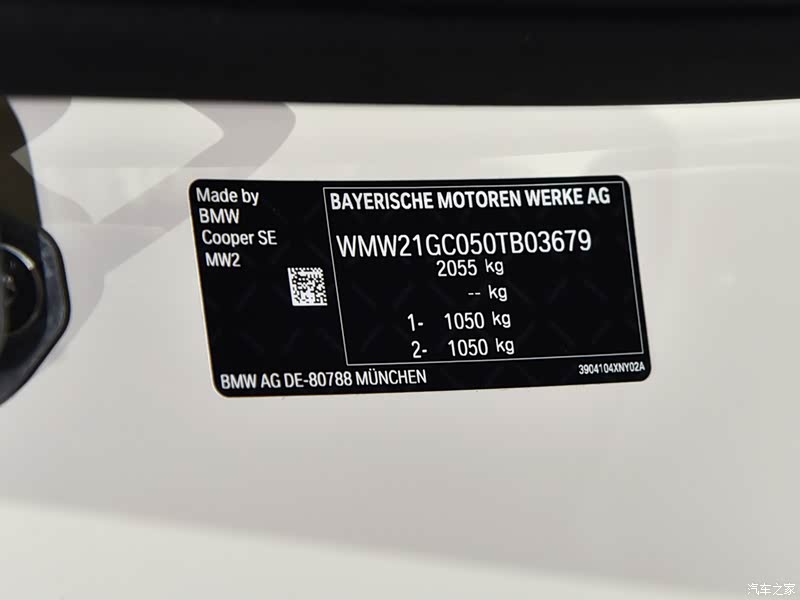 Made by
BMW
Cooper SE
MW2
BAYERISCHE MOTOREN WERKE AG
WMW21GC050TB03679
2055 kg
-- kg
1- 1050 kg
2- 1050 kg
BMW AG DE-80788 MÜNCHEN
3904104XNY02A
汽车之家